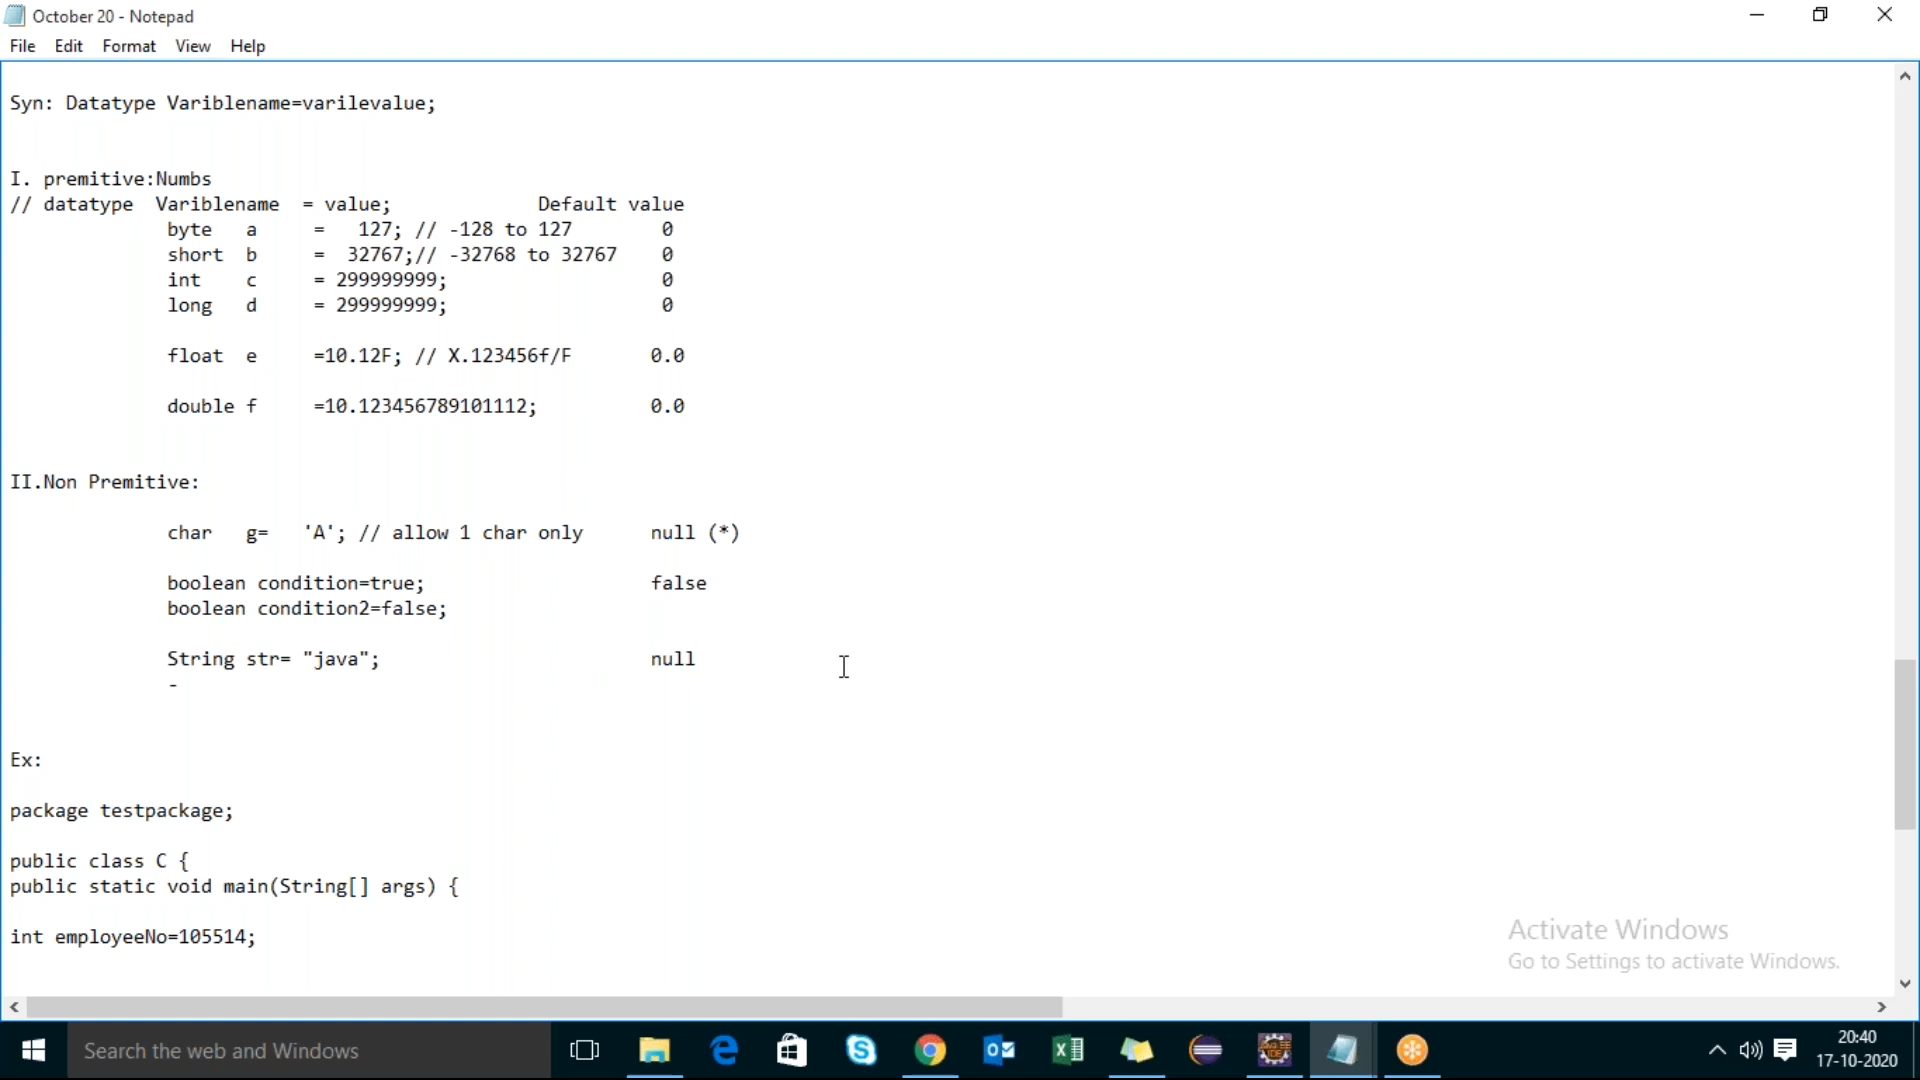 October 20 - Notepad
File Edit Format View Help
Syn: Datatype Variblename=varilevalue;
I. premitive:Numbs
// datatype Variblename = value; Default value
byte a = 127; // -128 to 127 0
short b = 32767;// -32768 to 32767 0
int c = 299999999; 0
long d = 299999999; 0
float e =10.12F; // X.123456f/F 0.0
double f =10.123456789101112; 0.0
II.Non Premitive:
char g= 'A'; // allow 1 char only null (*)
boolean condition=true; false
boolean condition2=false;
String str= "java"; null
-
Ex:
package testpackage;
public class C {
public static void main(String[] args) {
int employeeNo=105514;
Activate Windows
Go to Settings to activate Windows.
Search the web and Windows
20:40
17-10-2020